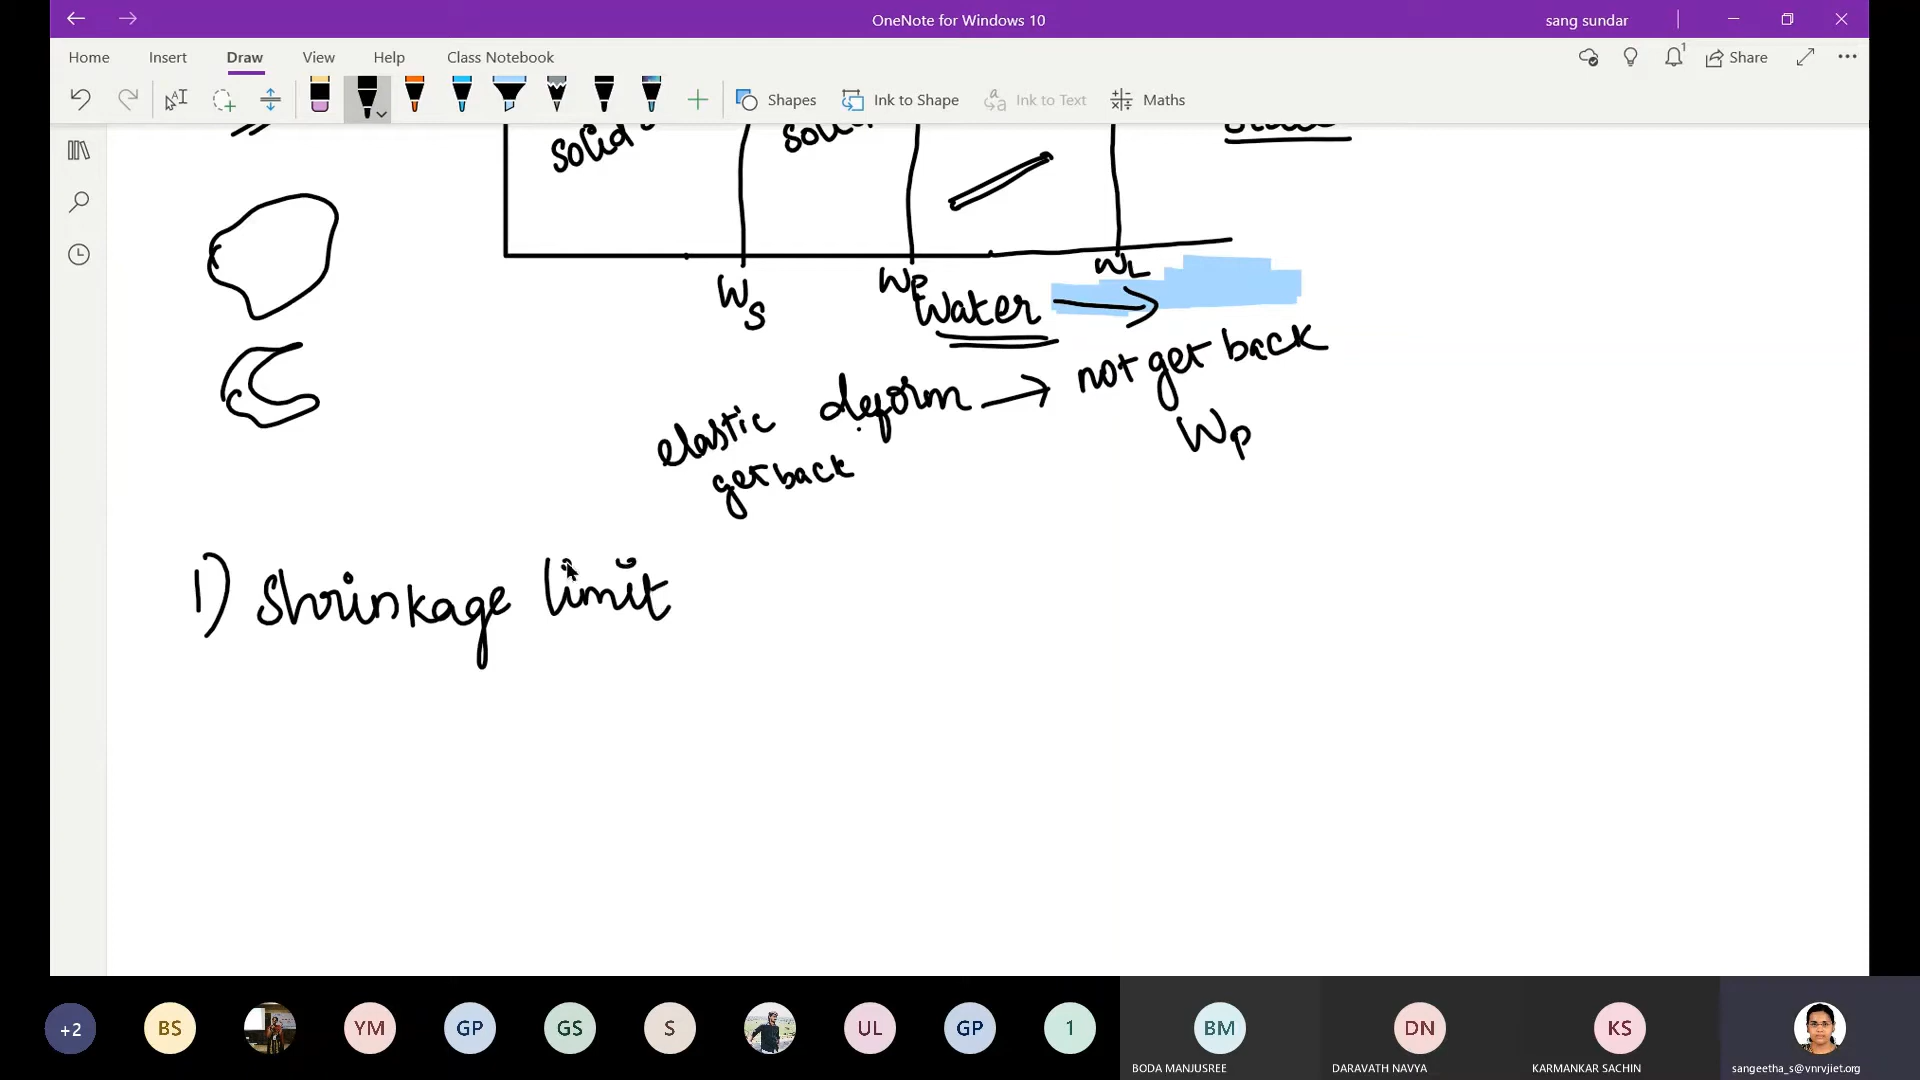 OneNote for Windows 10
sang sundar
Home Insert Draw View Help Class Notebook
1
Share
Shapes Ink to Shape Ink to Text Maths
solid solid
Ws Wp WL
Water →
elastic deform → not get back
get back Wp
1) Shrinkage limit
+2 BS YM GP GS S UL GP 1 BM DN KS
BODA MANJUSREE DARAVATH NAVYA KARMANKAR SACHIN sangeetha_s@vnrvjiet.org